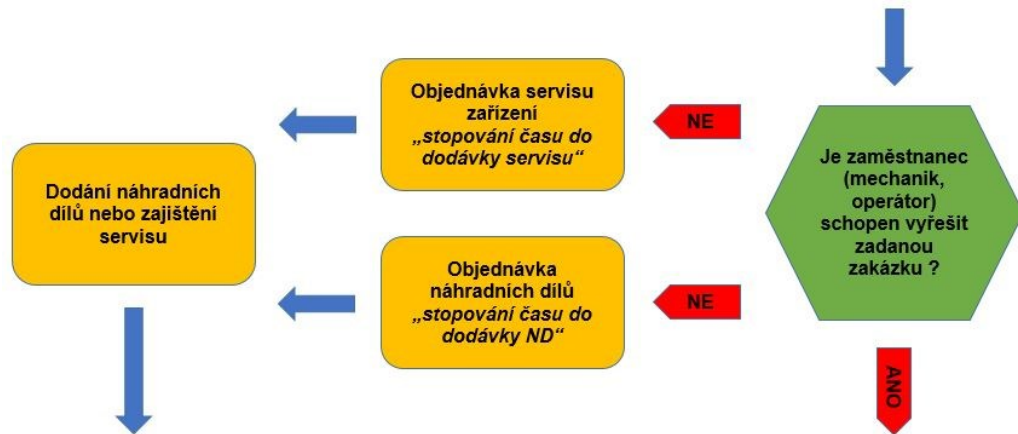 Objednávka servisu
zařízení
„stopování času do
dodávky servisu“
NE
Je zaměstnanec
(mechanik,
operátor)
schopen vyřešit
zadanou
zakázku ?
Dodání náhradních
dílů nebo zajištění
servisu
Objednávka
náhradních dílů
„stopování času do
dodávky ND“
NE
ANO